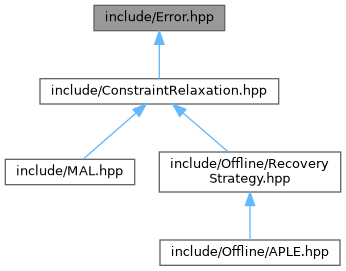 include/Error.hpp
include/ConstraintRelaxation.hpp
include/MAL.hpp
include/Offline/Recovery
Strategy.hpp
include/Offline/APLE.hpp